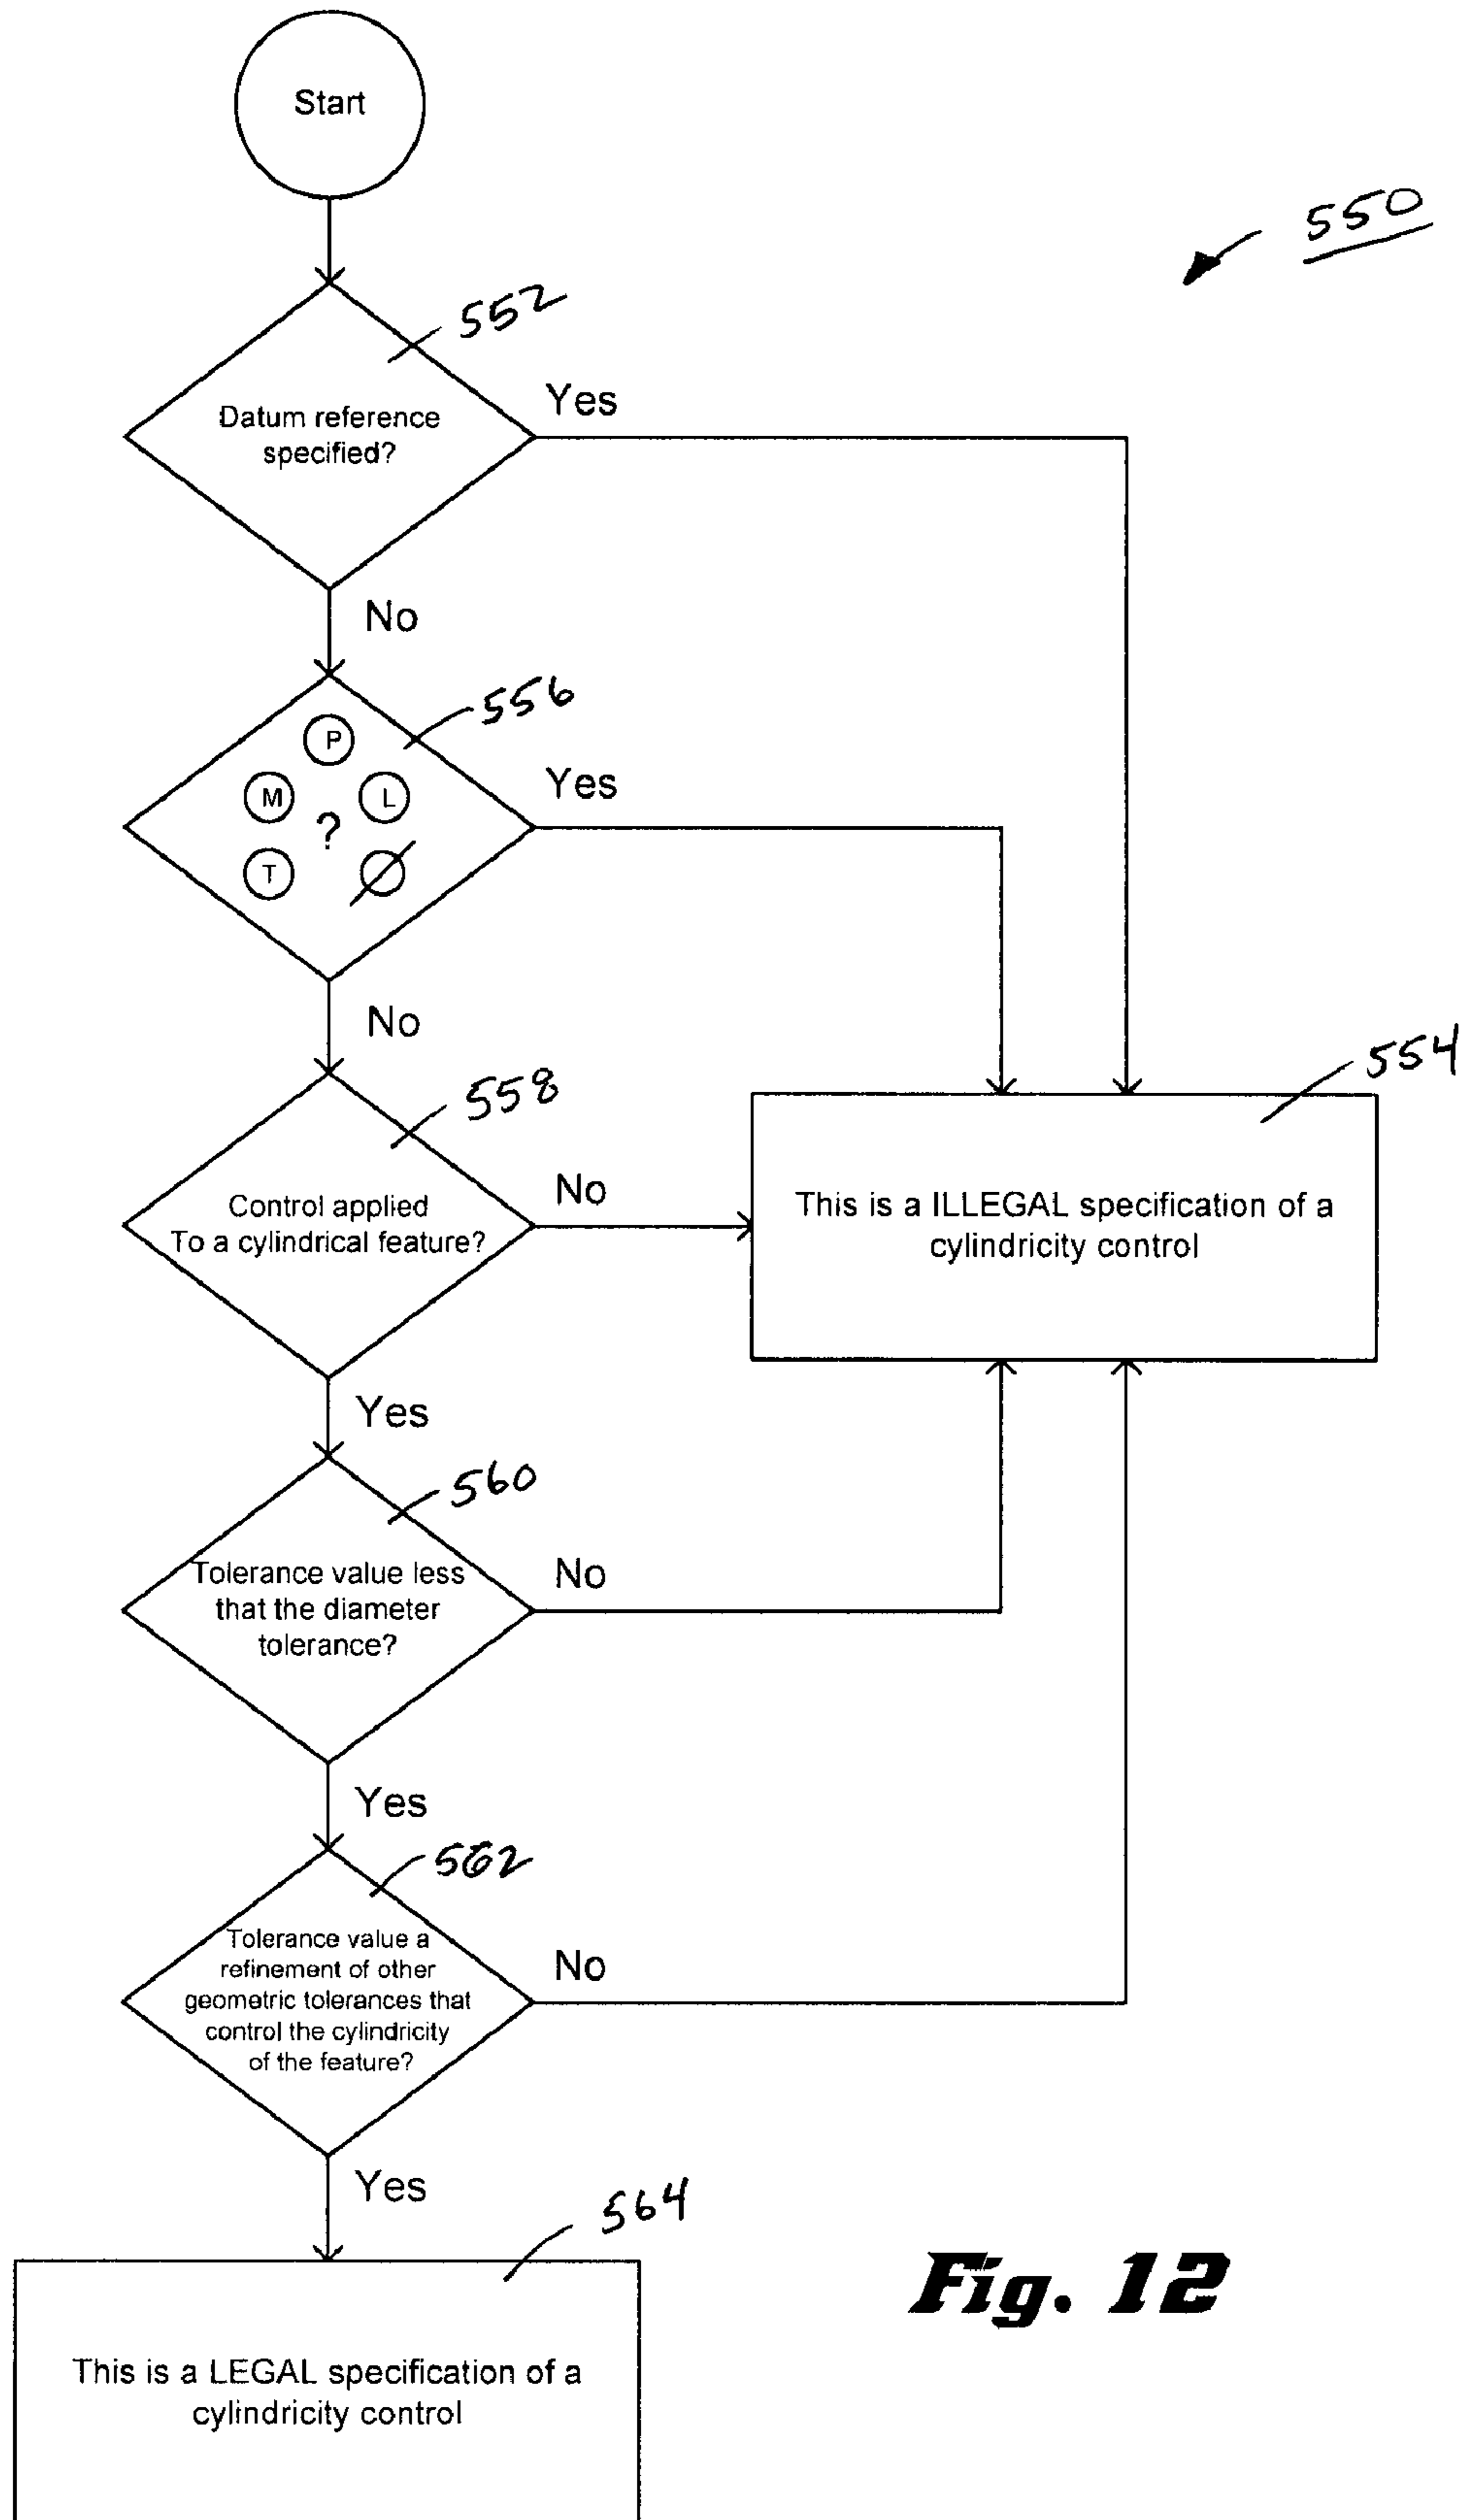 Start
550
552
Datum reference
specified?
Yes
No
556
P
M
L
?
T
Ø
Yes
No
558
Control applied
To a cylindrical feature?
No
554
This is a ILLEGAL specification of a
cylindricity control
Yes
560
Tolerance value less
that the diameter
tolerance?
No
Yes
562
Tolerance value a
refinement of other
geometric tolerances that
control the cylindricity
of the feature?
No
Yes
564
This is a LEGAL specification of a
cylindricity control
Fig. 12